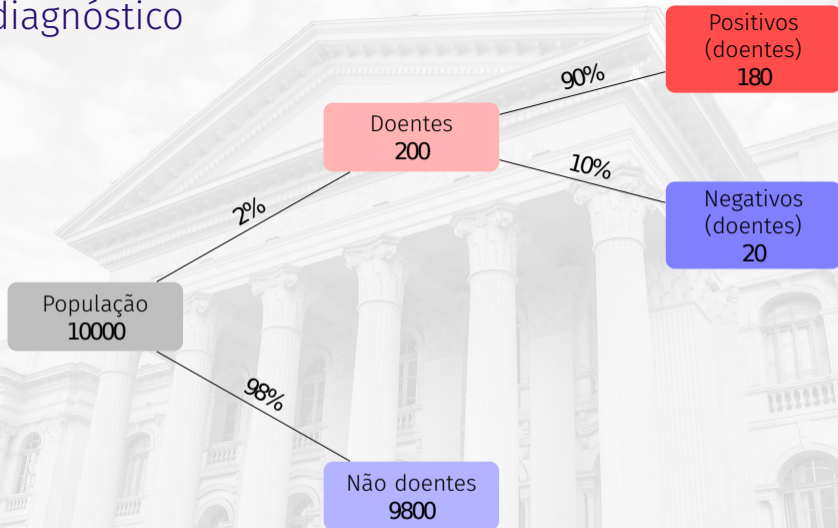 diagnóstico
Positivos
(doentes)
180
90%
Doentes
200
10%
Negativos
(doentes)
20
2%
População
10000
98%
Não doentes
9800